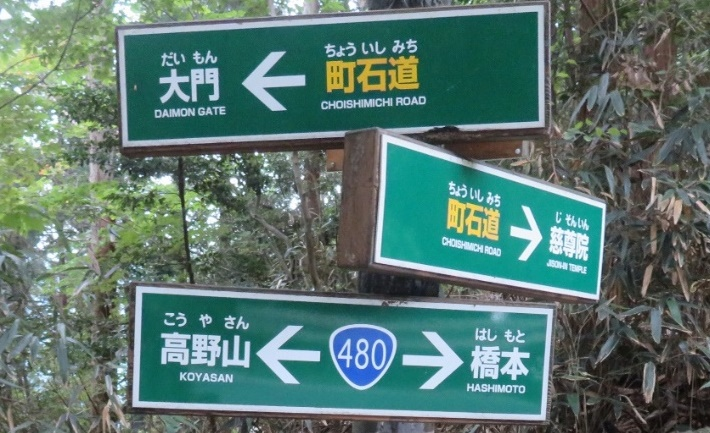 だいもん ちょういしみち
大門 ← 町石道
DAIMON GATE CHOISHIMICHI ROAD
ちょういしみち じそんいん
町石道 → 慈尊院
CHOISHIMICHI ROAD JISON-IN TEMPLE
こうやさん はしもと
高野山 ← 480 → 橋本
KOYASAN HASHIMOTO